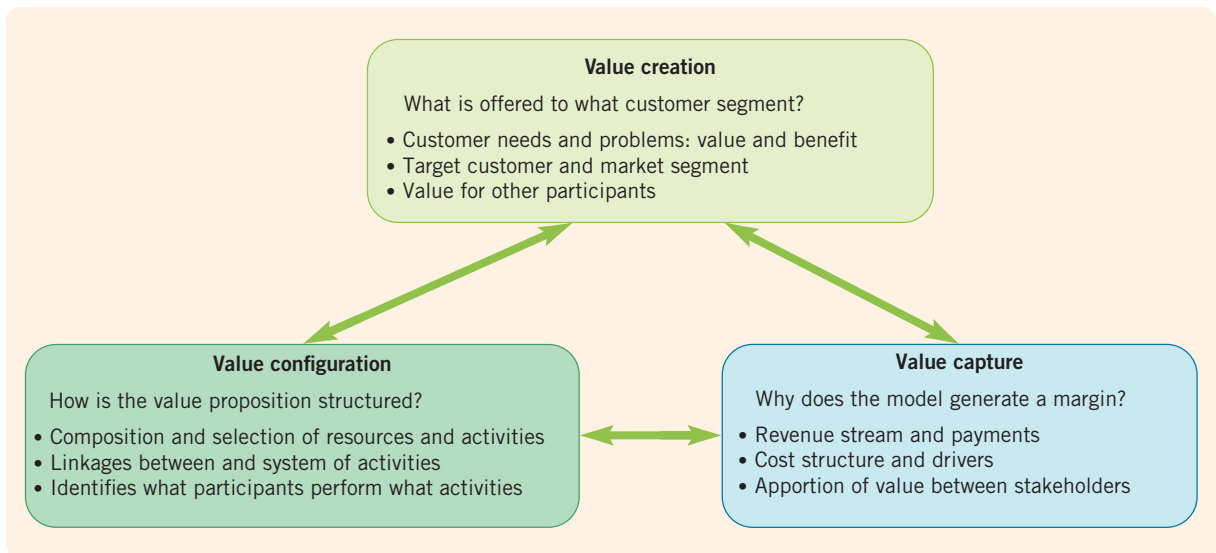 Value creation
What is offered to what customer segment?
• Customer needs and problems: value and benefit
• Target customer and market segment
• Value for other participants
Value configuration
How is the value proposition structured?
• Composition and selection of resources and activities
• Linkages between and system of activities
• Identifies what participants perform what activities
Value capture
Why does the model generate a margin?
• Revenue stream and payments
• Cost structure and drivers
• Apportion of value between stakeholders